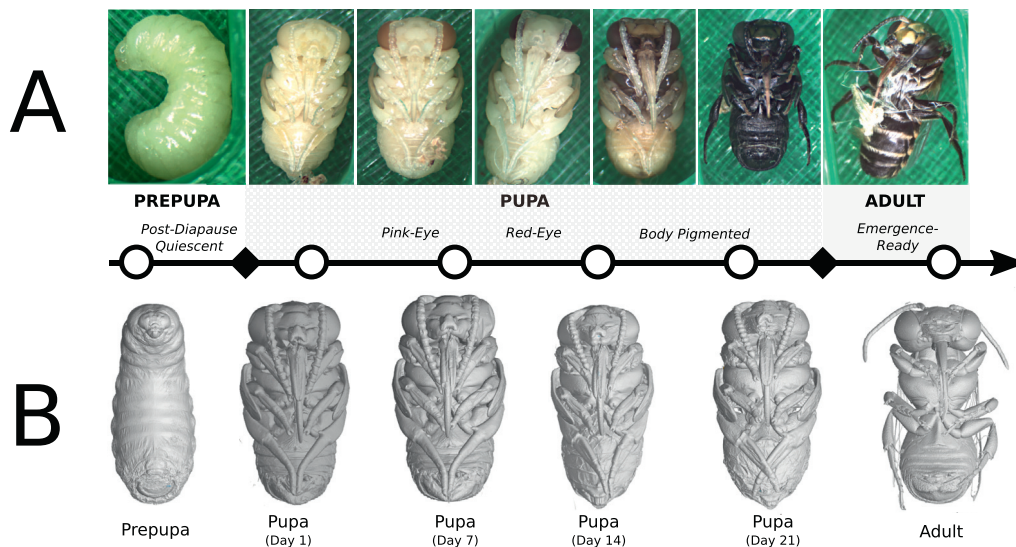 A
PREPUPA
PUPA
ADULT
Post-Diapause
Quiescent
Pink-Eye
Red-Eye
Body Pigmented
Emergence-
Ready
B
Prepupa
Pupa
(Day 1)
Pupa
(Day 7)
Pupa
(Day 14)
Pupa
(Day 21)
Adult